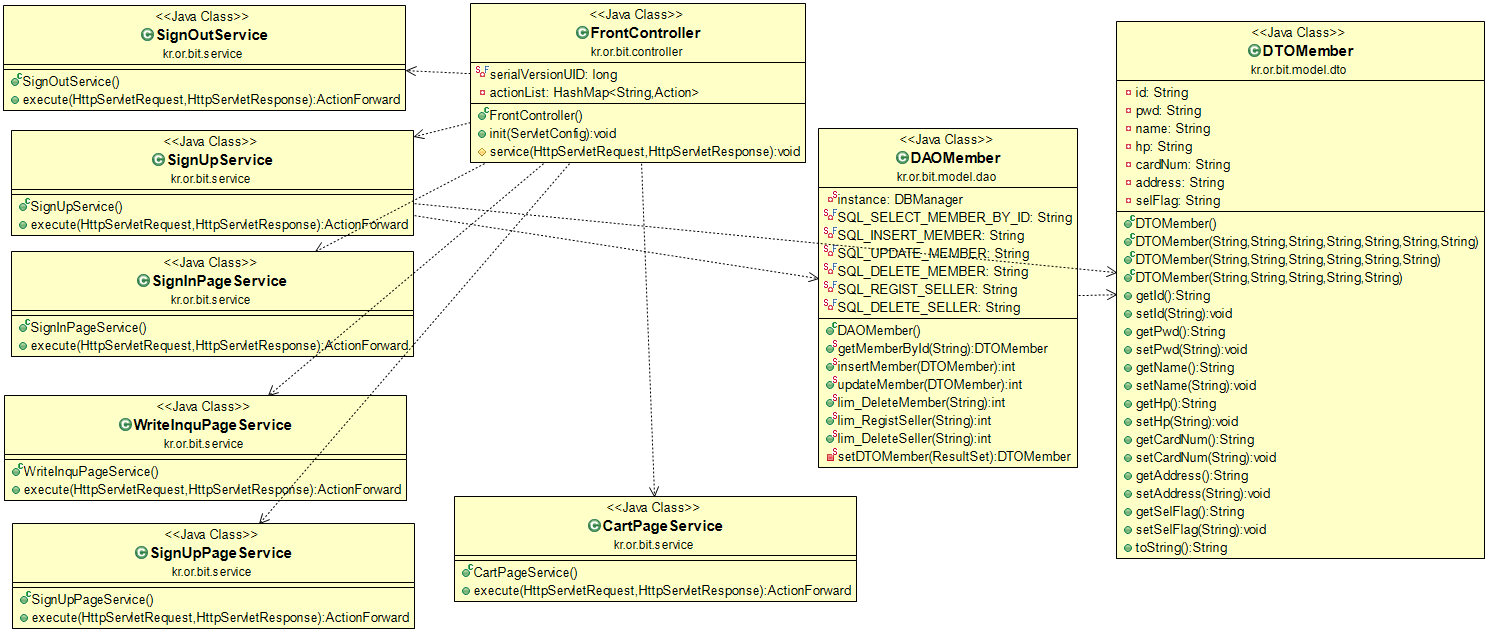 <<Java Class>>
SignOutService
kr.or.bit.service
SignOutService()
execute(HttpServletRequest,HttpServletResponse):ActionForward
<<Java Class>>
SignUpService
kr.or.bit.service
SignUpService()
execute(HttpServletRequest,HttpServletResponse):ActionForward
<<Java Class>>
SignInPageService
kr.or.bit.service
SignInPageService()
execute(HttpServletRequest,HttpServletResponse):ActionForward
<<Java Class>>
WriteInquPageService
kr.or.bit.service
WriteInquPageService()
execute(HttpServletRequest,HttpServletResponse):ActionForward
<<Java Class>>
SignUpPageService
kr.or.bit.service
SignUpPageService()
execute(HttpServletRequest,HttpServletResponse):ActionForward
<<Java Class>>
FrontController
kr.or.bit.controller
serialVersionUID: long
actionList: HashMap<String,Action>
FrontController()
init(ServletConfig):void
service(HttpServletRequest,HttpServletResponse):void
<<Java Class>>
CartPageService
kr.or.bit.service
CartPageService()
execute(HttpServletRequest,HttpServletResponse):ActionForward
<<Java Class>>
DAOMember
kr.or.bit.model.dao
instance: DBManager
SQL_SELECT_MEMBER_BY_ID: String
SQL_INSERT_MEMBER: String
SQL_UPDATE_MEMBER: String
SQL_DELETE_MEMBER: String
SQL_REGIST_SELLER: String
SQL_DELETE_SELLER: String
DAOMember()
getMemberById(String):DTOMember
insertMember(DTOMember):int
updateMember(DTOMember):int
lim_DeleteMember(String):int
lim_RegistSeller(String):int
lim_DeleteSeller(String):int
setDTOMember(ResultSet):DTOMember
<<Java Class>>
DTOMember
kr.or.bit.model.dto
id: String
pwd: String
name: String
hp: String
cardNum: String
address: String
selFlag: String
DTOMember()
DTOMember(String,String,String,String,String,String,String)
DTOMember(String,String,String,String,String,String)
DTOMember(String,String,String,String,String)
getId():String
setId(String):void
getPwd():String
setPwd(String):void
getName():String
setName(String):void
getHp():String
setHp(String):void
getCardNum():String
setCardNum(String):void
getAddress():String
setAddress(String):void
getSelFlag():String
setSelFlag(String):void
toString():String